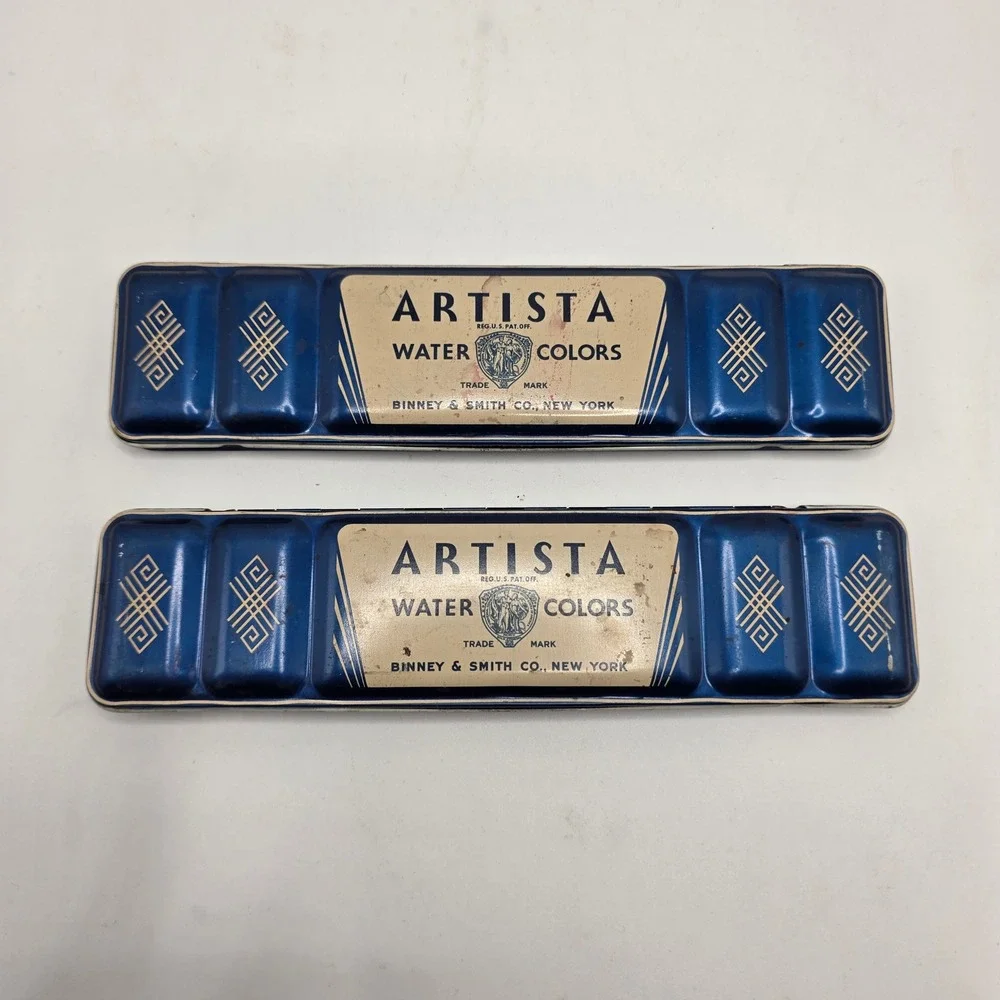 ARTISTA
REG.U.S. PAT. OFF.
WATER COLORS
TRADE MARK
BINNEY & SMITH CO., NEW YORK
ARTISTA
REG.U.S. PAT. OFF.
WATER COLORS
TRADE MARK
BINNEY & SMITH CO., NEW YORK